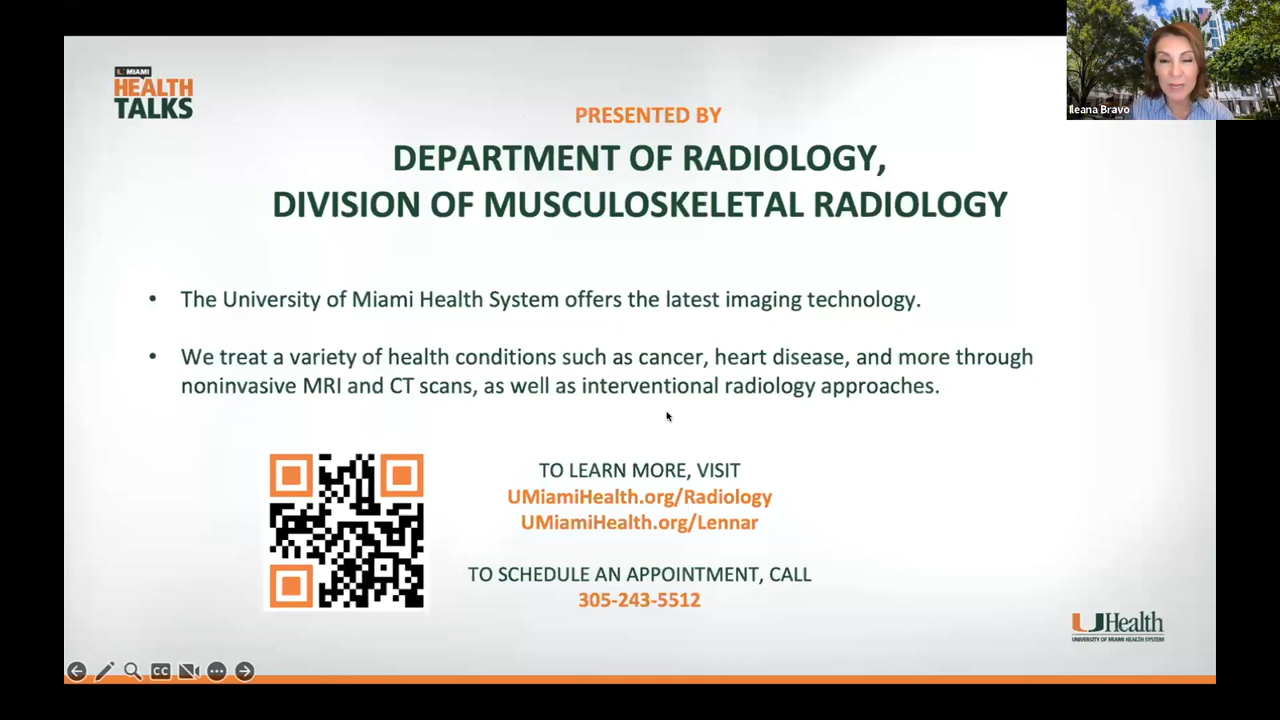 U MIAMI
HEALTH
TALKS
Ileana Bravo
PRESENTED BY
DEPARTMENT OF RADIOLOGY,
DIVISION OF MUSCULOSKELETAL RADIOLOGY
• The University of Miami Health System offers the latest imaging technology.
• We treat a variety of health conditions such as cancer, heart disease, and more through
noninvasive MRI and CT scans, as well as interventional radiology approaches.
TO LEARN MORE, VISIT
UMiamiHealth.org/Radiology
UMiamiHealth.org/Lennar
TO SCHEDULE AN APPOINTMENT, CALL
305-243-5512
UHealth
UNIVERSITY OF MIAMI HEALTH SYSTEM
CC